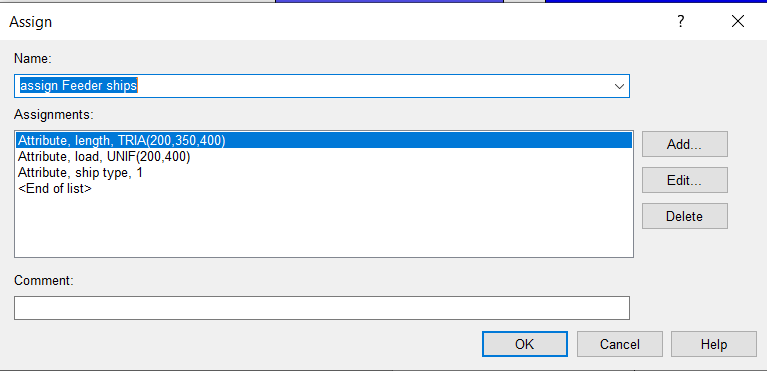 Assign
?
Name:
assign Feeder ships
Assignments:
Attribute, length, TRIA(200,350,400)
Attribute, load, UNIF(200,400)
Attribute, ship type, 1
<End of list>
Add...
Edit...
Delete
Comment:
OK
Cancel
Help